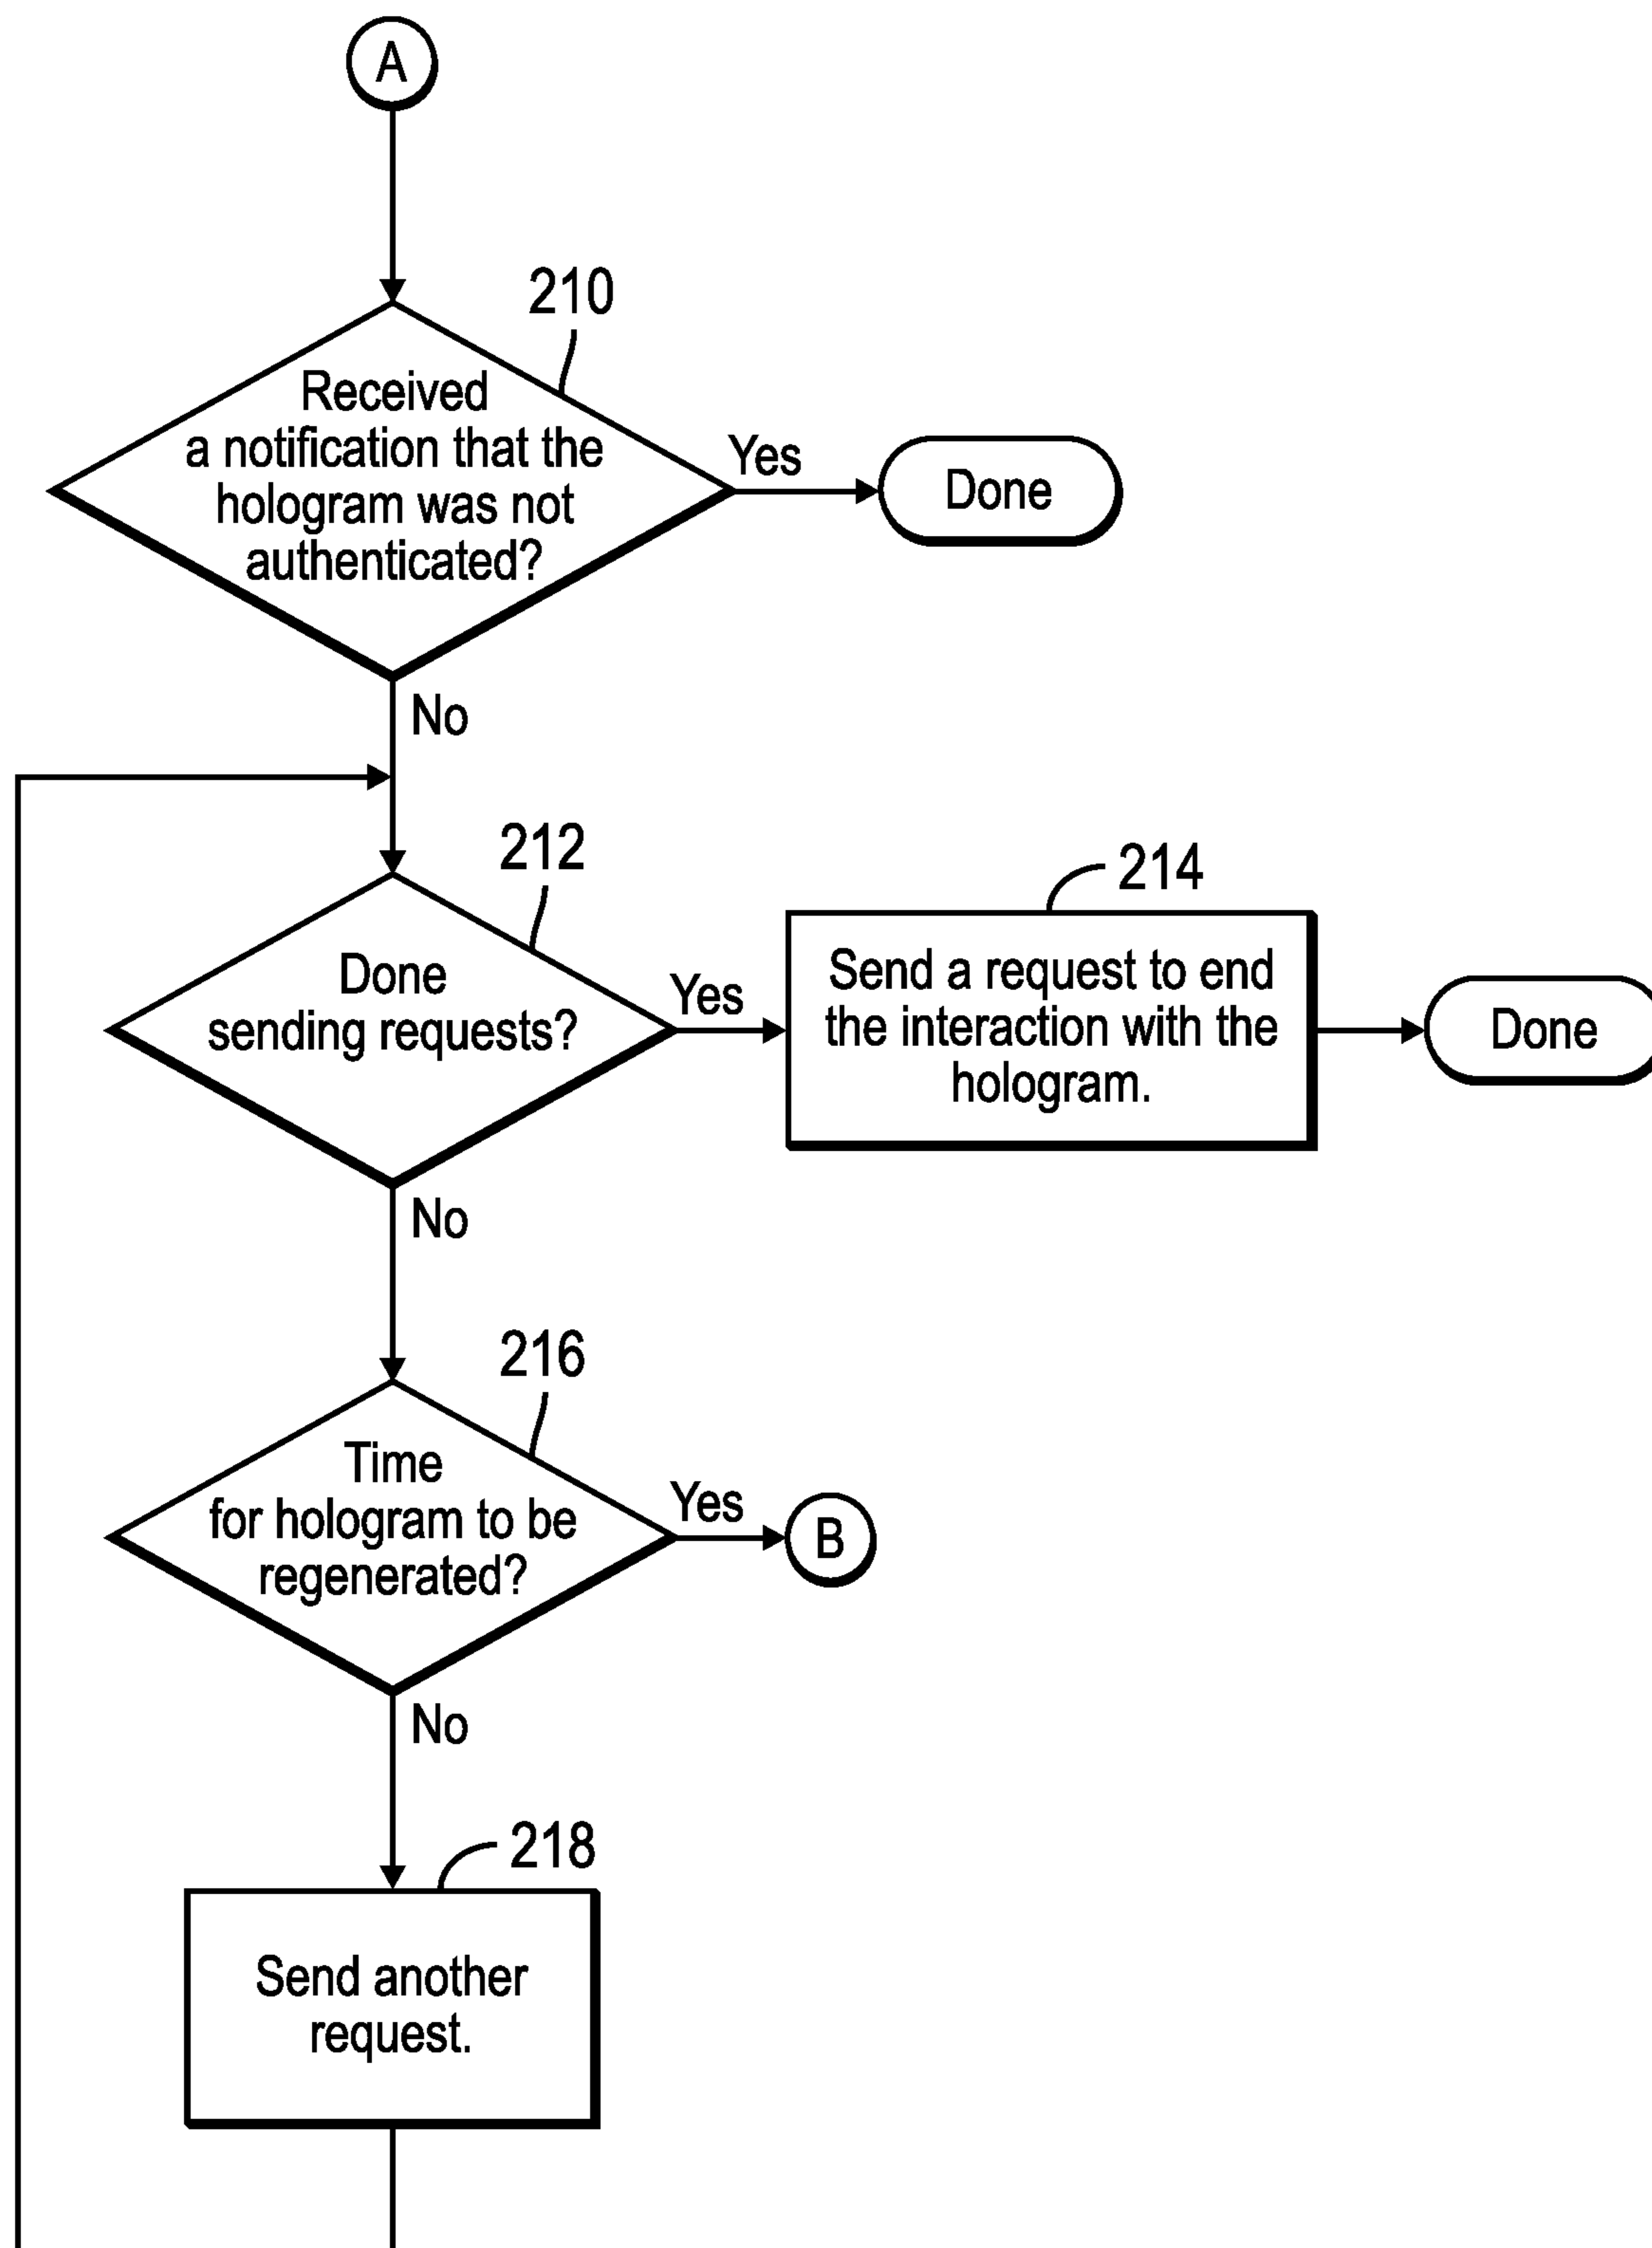 A
210
Received
a notification that the
hologram was not
authenticated?
Yes
Done
No
212
Done
sending requests?
Yes
214
Send a request to end
the interaction with the
hologram.
Done
No
216
Time
for hologram to be
regenerated?
Yes
B
No
218
Send another
request.